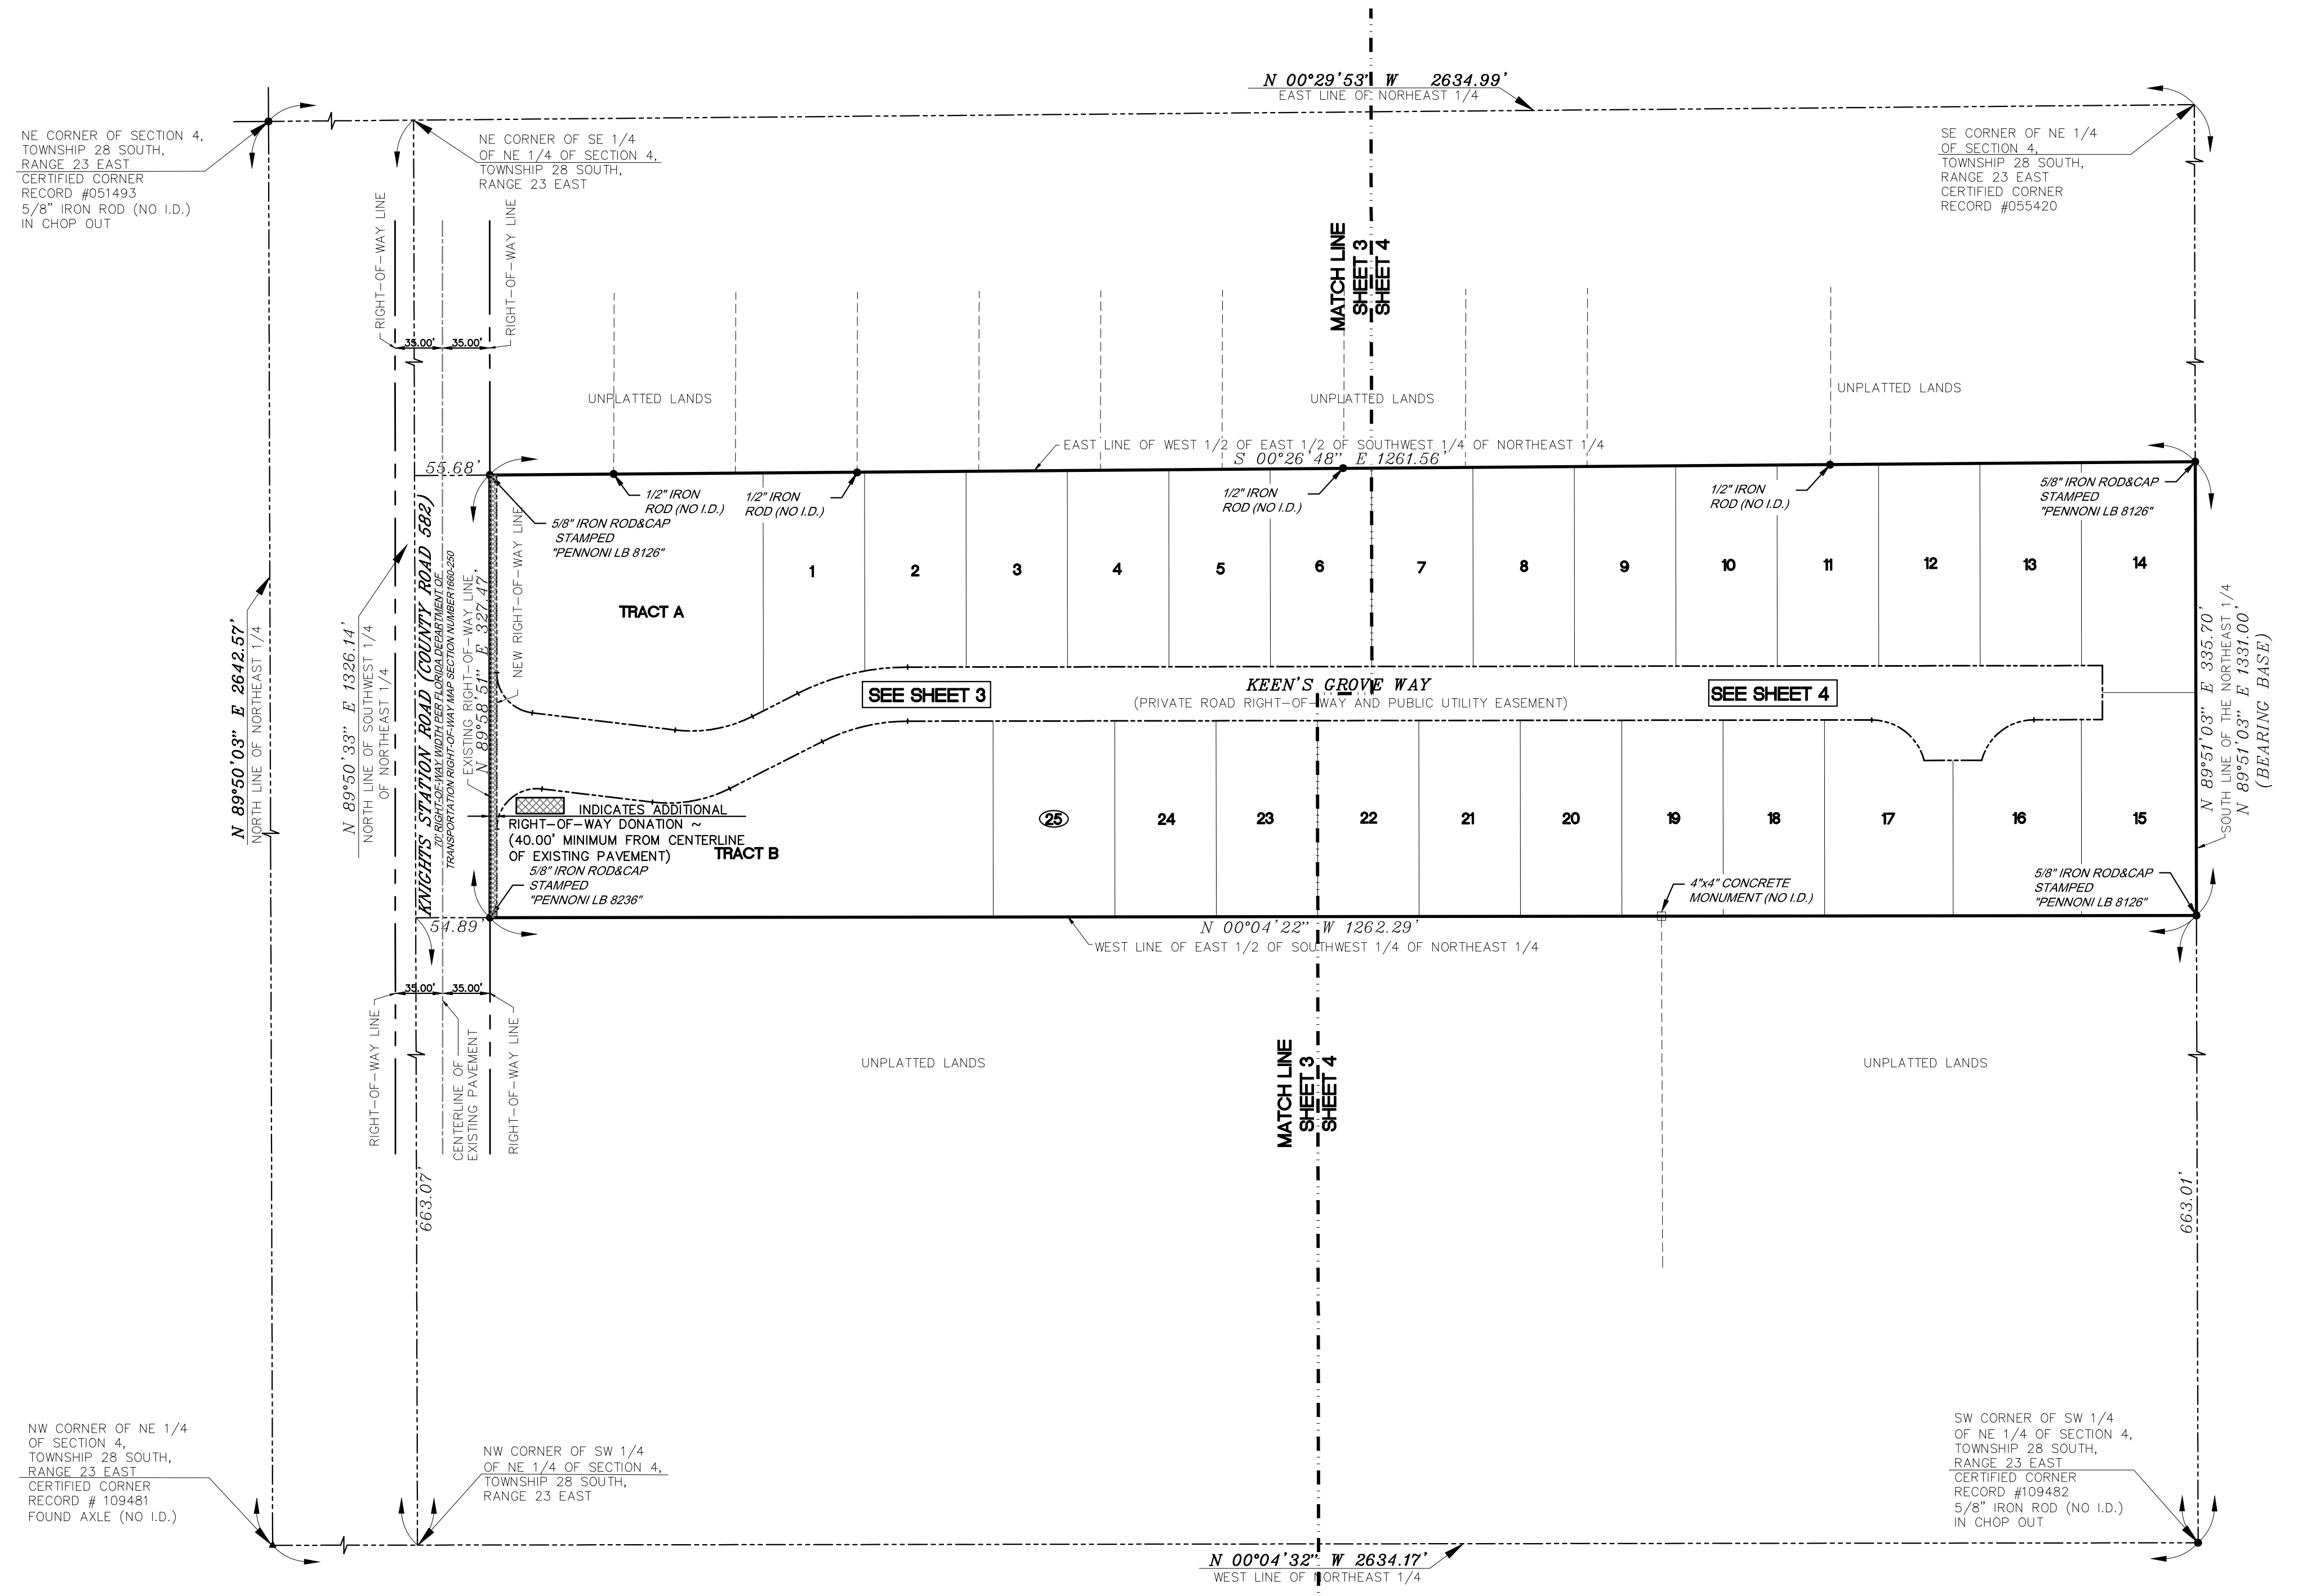 N 00°29'53" W 2634.99'
EAST LINE OF NORHEAST 1/4
NE CORNER OF SECTION 4,
TOWNSHIP 28 SOUTH,
RANGE 23 EAST
CERTIFIED CORNER
RECORD #051493
5/8" IRON ROD (NO I.D.)
IN CHOP OUT
NE CORNER OF SE 1/4
OF NE 1/4 OF SECTION 4,
TOWNSHIP 28 SOUTH,
RANGE 23 EAST
SE CORNER OF NE 1/4
OF SECTION 4,
TOWNSHIP 28 SOUTH,
RANGE 23 EAST
CERTIFIED CORNER
RECORD #055420
RIGHT-OF-WAY LINE
RIGHT-OF-WAY LINE
MATCH LINE
SHEET 3
SHEET 4
35.00'
35.00'
UNPLATTED LANDS
UNPLATTED LANDS
UNPLATTED LANDS
EAST LINE OF WEST 1/2 OF EAST 1/2 OF SOUTHWEST 1/4 OF NORTHEAST 1/4
S 00°26'48" E 1261.56'
55.68'
1/2" IRON
ROD (NO I.D.)
1/2" IRON
ROD (NO I.D.)
1/2" IRON
ROD (NO I.D.)
1/2" IRON
ROD (NO I.D.)
5/8" IRON ROD&CAP
STAMPED
"PENNONI LB 8126"
5/8" IRON ROD&CAP
STAMPED
"PENNONI LB 8126"
N 89°50'03" E 2642.57'
NORTH LINE OF NORTHEAST 1/4
N 89°50'33" E 1326.14'
NORTH LINE OF SOUTHWEST 1/4
OF NORTHEAST 1/4
KNIGHTS STATION ROAD (COUNTY ROAD 582)
70' RIGHT-OF-WAY WIDTH PER FLORIDA DEPARTMENT OF
TRANSPORTATION RIGHT-OF-WAY MAP SECTION NUMBER1660-250
EXISTING RIGHT-OF-WAY LINE
N 89°58'51" E 327.47'
NEW RIGHT-OF-WAY LINE
TRACT A
1
2
3
4
5
6
7
8
9
10
11
12
13
14
N 89°51'03" E 335.70'
SOUTH LINE OF THE NORTHEAST 1/4
N 89°51'03" E 1331.00'
(BEARING BASE)
SEE SHEET 3
KEEN'S GROVE WAY
(PRIVATE ROAD RIGHT-OF-WAY AND PUBLIC UTILITY EASEMENT)
SEE SHEET 4
INDICATES ADDITIONAL
RIGHT-OF-WAY DONATION ~
(40.00' MINIMUM FROM CENTERLINE
OF EXISTING PAVEMENT)
TRACT B
5/8" IRON ROD&CAP
STAMPED
"PENNONI LB 8236"
25
24
23
22
21
20
19
18
17
16
15
4"x4" CONCRETE
MONUMENT (NO I.D.)
5/8" IRON ROD&CAP
STAMPED
"PENNONI LB 8126"
54.89'
N 00°04'22" W 1262.29'
WEST LINE OF EAST 1/2 OF SOUTHWEST 1/4 OF NORTHEAST 1/4
35.00'
35.00'
RIGHT-OF-WAY LINE
CENTERLINE OF
EXISTING PAVEMENT
RIGHT-OF-WAY LINE
UNPLATTED LANDS
MATCH LINE
SHEET 3
SHEET 4
UNPLATTED LANDS
663.07'
663.01'
NW CORNER OF NE 1/4
OF SECTION 4,
TOWNSHIP 28 SOUTH,
RANGE 23 EAST
CERTIFIED CORNER
RECORD # 109481
FOUND AXLE (NO I.D.)
NW CORNER OF SW 1/4
OF NE 1/4 OF SECTION 4,
TOWNSHIP 28 SOUTH,
RANGE 23 EAST
SW CORNER OF SW 1/4
OF NE 1/4 OF SECTION 4,
TOWNSHIP 28 SOUTH,
RANGE 23 EAST
CERTIFIED CORNER
RECORD #109482
5/8" IRON ROD (NO I.D.)
IN CHOP OUT
N 00°04'32" W 2634.17'
WEST LINE OF NORTHEAST 1/4